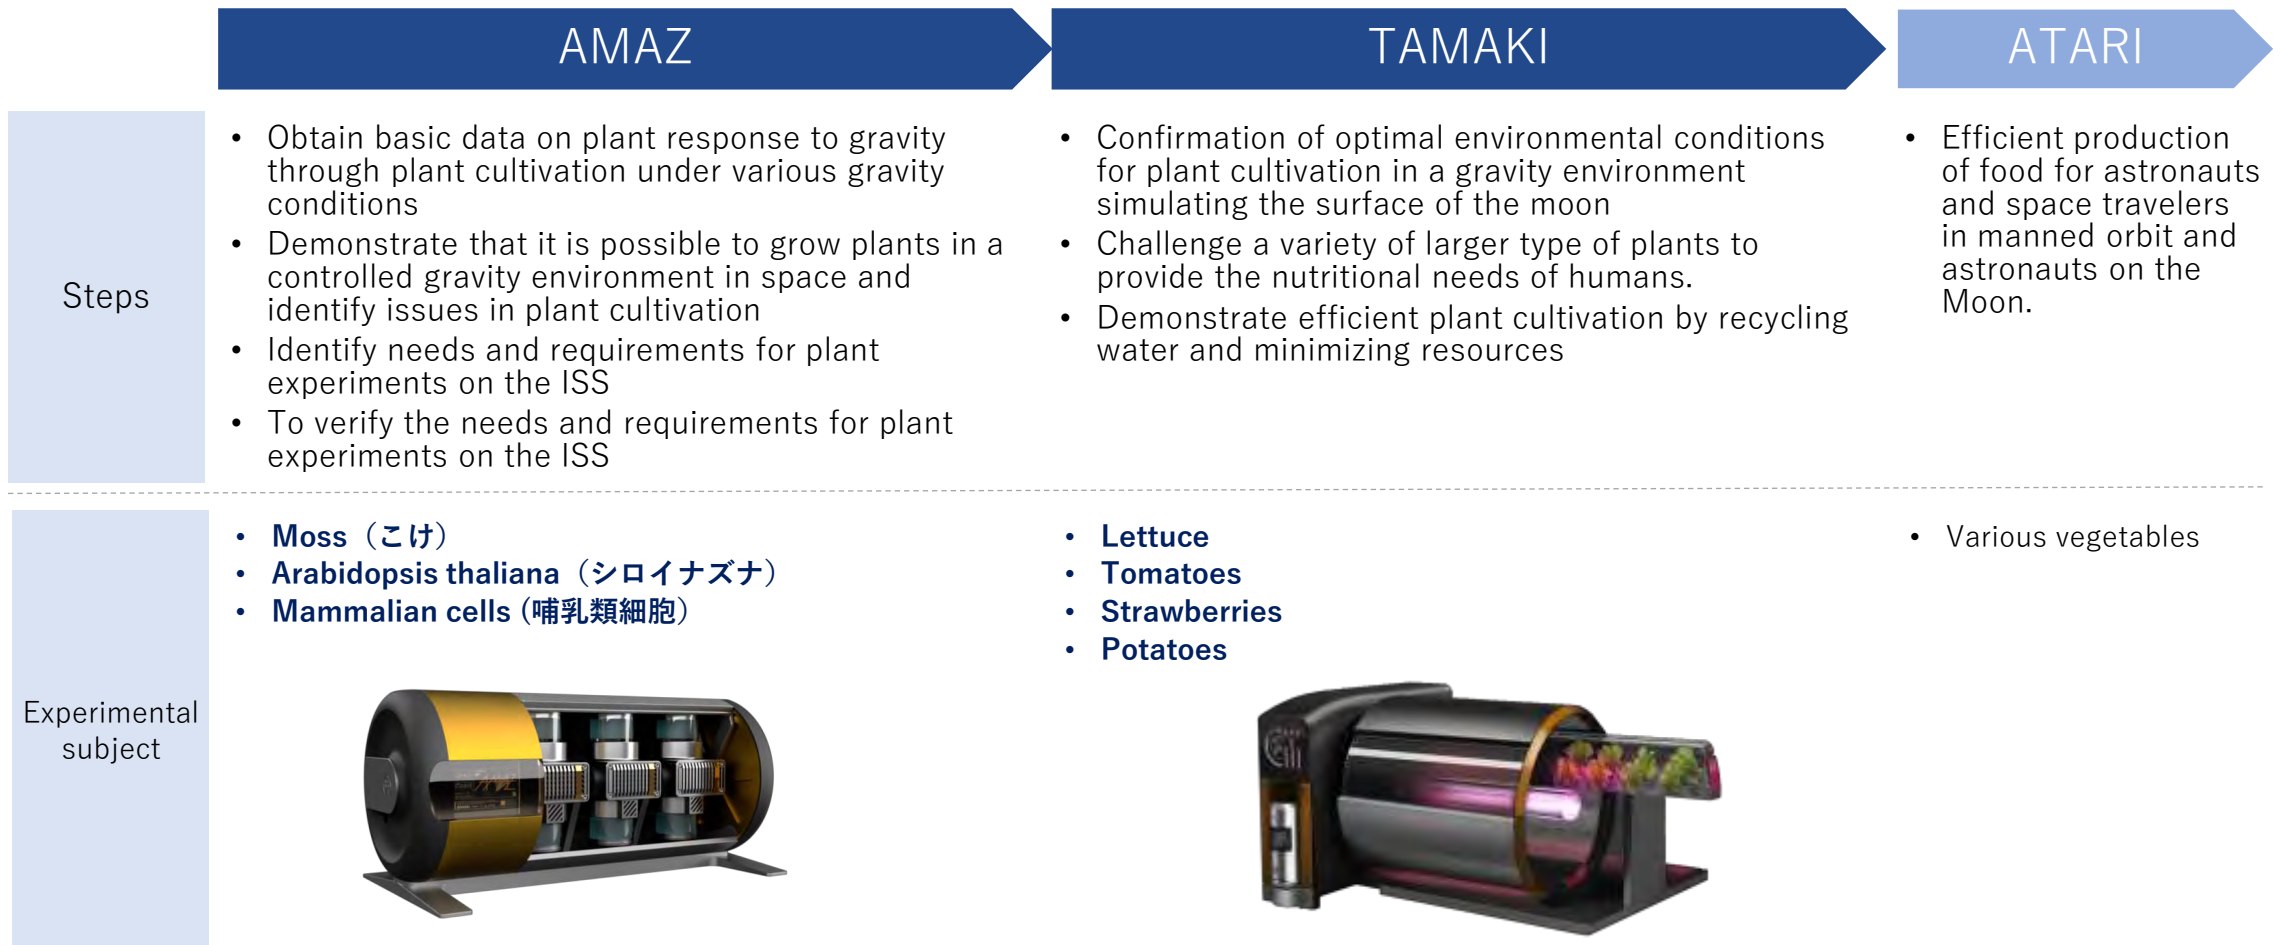 AMAZ
TAMAKI
ATARI
Steps
• Obtain basic data on plant response to gravity
through plant cultivation under various gravity
conditions
• Demonstrate that it is possible to grow plants in a
controlled gravity environment in space and
identify issues in plant cultivation
• Identify needs and requirements for plant
experiments on the ISS
• To verify the needs and requirements for plant
experiments on the ISS
• Confirmation of optimal environmental conditions
for plant cultivation in a gravity environment
simulating the surface of the moon
• Challenge a variety of larger type of plants to
provide the nutritional needs of humans.
• Demonstrate efficient plant cultivation by recycling
water and minimizing resources
• Efficient production
of food for astronauts
and space travelers
in manned orbit and
astronauts on the
Moon.
Experimental
subject
• Moss（こけ）
• Arabidopsis thaliana（シロイナズナ）
• Mammalian cells (哺乳類細胞）
• Lettuce
• Tomatoes
• Strawberries
• Potatoes
• Various vegetables